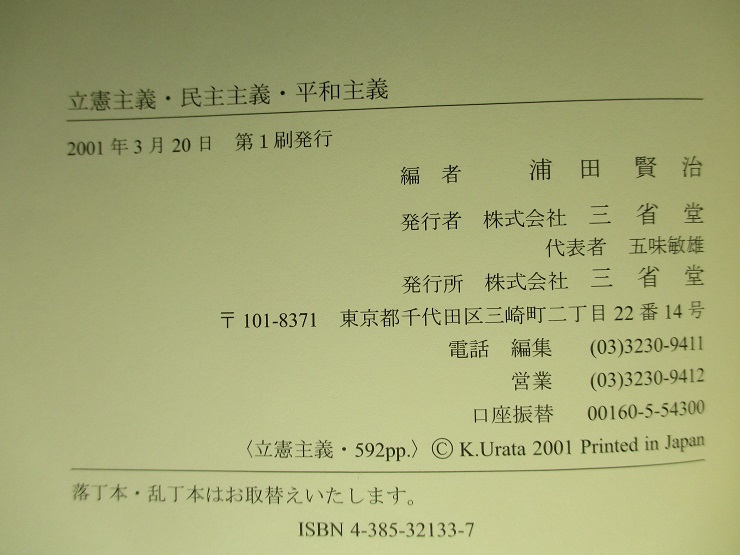 立憲主義・民主主義・平和主義
2001年3月20日　第1刷発行
編　者　　浦　田　賢　治
発行者　株式会社　三　省　堂
代表者　五味敏雄
発行所　株式会社　三　省　堂
〒101-8371　東京都千代田区三崎町二丁目22番14号
電話　編集　(03)3230-9411
営業　(03)3230-9412
口座振替　00160-5-54300
〈立憲主義・592pp.〉Ⓒ K.Urata 2001 Printed in Japan
落丁本・乱丁本はお取替えいたします。
ISBN 4-385-32133-7